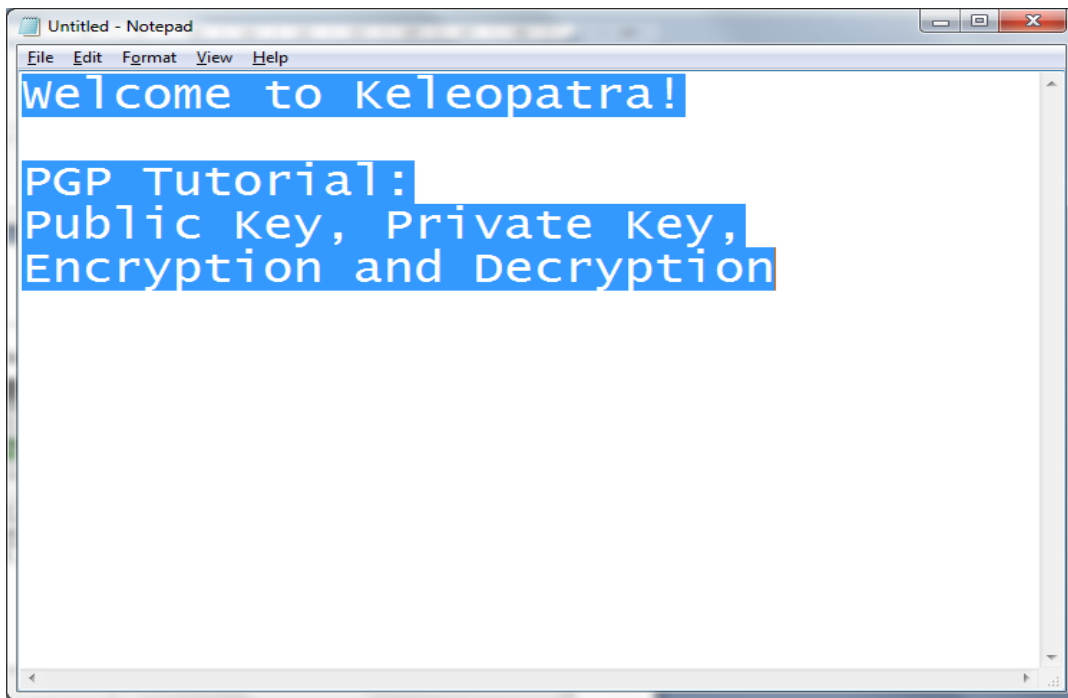 Untitled - Notepad
File Edit Format View Help
Welcome to Keleopatra!
PGP Tutorial:
Public Key, Private Key,
Encryption and Decryption